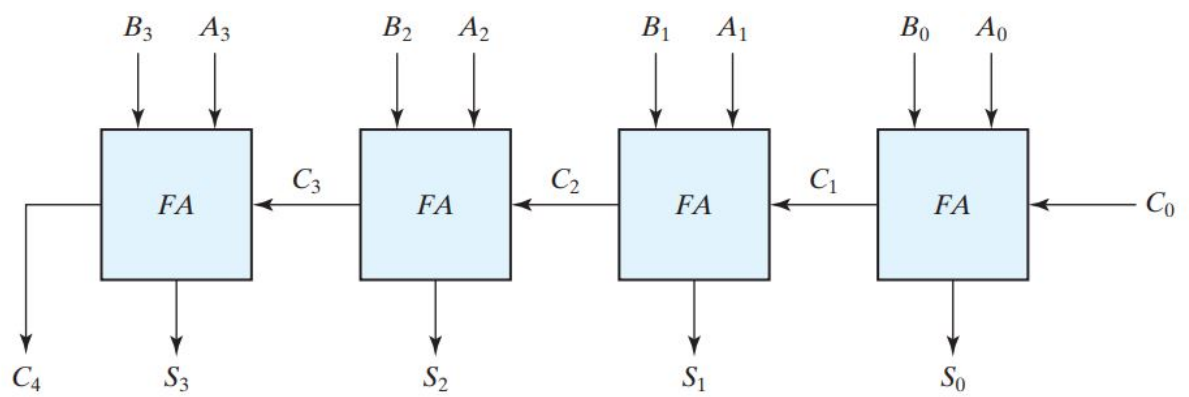 B₃ A₃ B₂ A₂ B₁ A₁ B₀ A₀
FA C₃ FA C₂ FA C₁ FA C₀
C₄ S₃ S₂ S₁ S₀